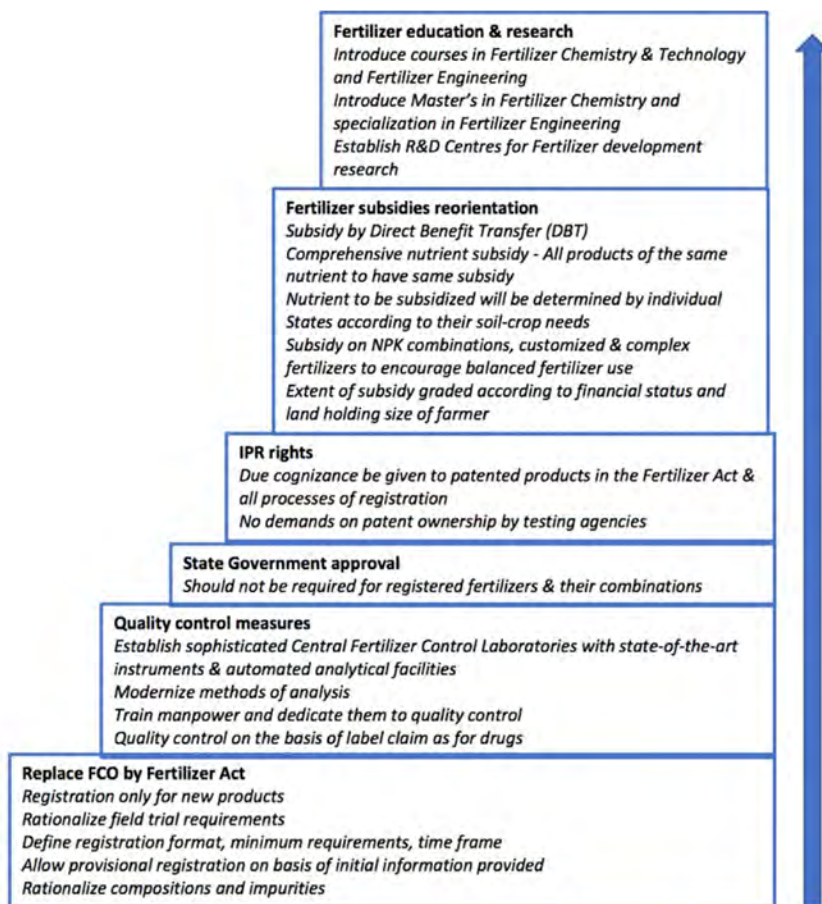 Fertilizer education & research
Introduce courses in Fertilizer Chemistry & Technology
and Fertilizer Engineering
Introduce Master's in Fertilizer Chemistry and
specialization in Fertilizer Engineering
Establish R&D Centres for Fertilizer development
research
Fertilizer subsidies reorientation
Subsidy by Direct Benefit Transfer (DBT)
Comprehensive nutrient subsidy - All products of the same
nutrient to have same subsidy
Nutrient to be subsidized will be determined by individual
States according to their soil-crop needs
Subsidy on NPK combinations, customized & complex
fertilizers to encourage balanced fertilizer use
Extent of subsidy graded according to financial status and
land holding size of farmer
IPR rights
Due cognizance be given to patented products in the Fertilizer Act &
all processes of registration
No demands on patent ownership by testing agencies
State Government approval
Should not be required for registered fertilizers & their combinations
Quality control measures
Establish sophisticated Central Fertilizer Control Laboratories with state-of-the-art
instruments & automated analytical facilities
Modernize methods of analysis
Train manpower and dedicate them to quality control
Quality control on the basis of label claim as for drugs
Replace FCO by Fertilizer Act
Registration only for new products
Rationalize field trial requirements
Define registration format, minimum requirements, time frame
Allow provisional registration on basis of initial information provided
Rationalize compositions and impurities